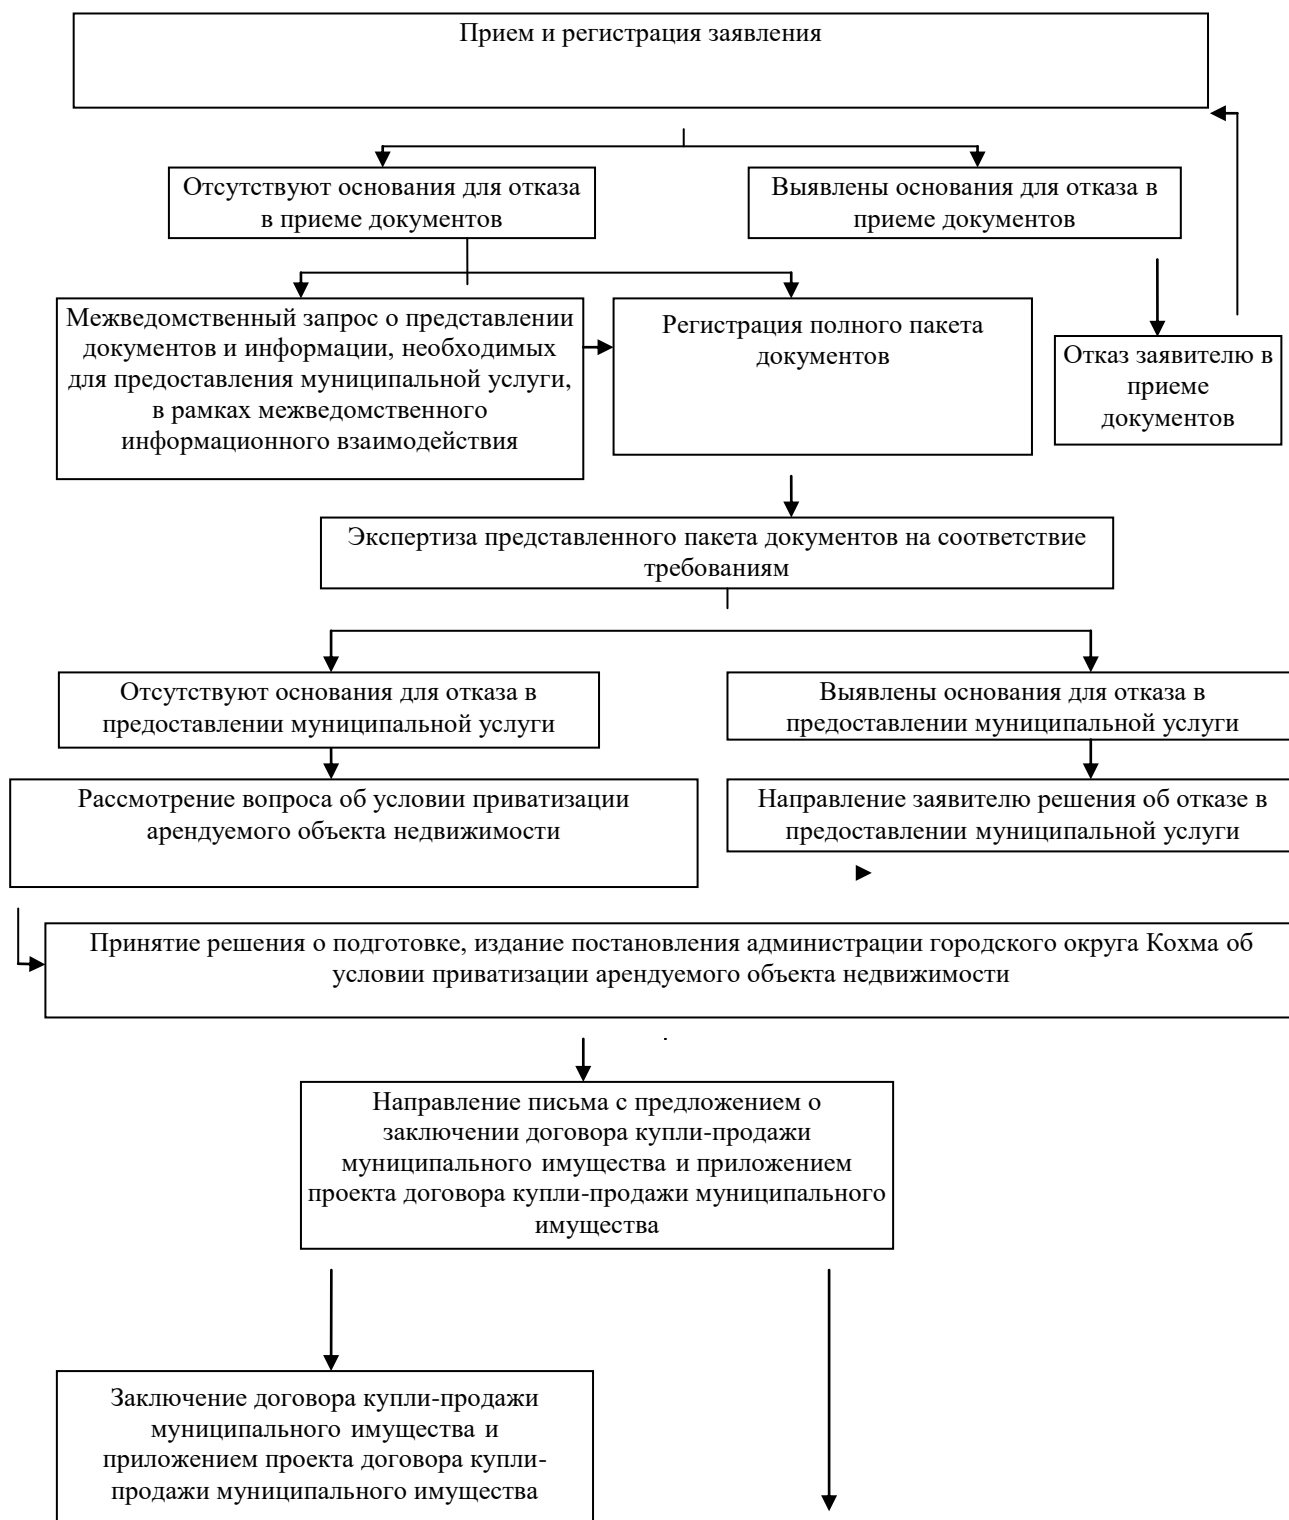 Прием и регистрация заявления
Отсутствуют основания для отказа
в приеме документов
Выявлены основания для отказа в
приеме документов
Межведомственный запрос о представлении
документов и информации, необходимых
для предоставления муниципальной услуги,
в рамках межведомственного
информационного взаимодействия
Регистрация полного пакета
документов
Отказ заявителю в
приеме
документов
Экспертиза представленного пакета документов на соответствие
требованиям
Отсутствуют основания для отказа в
предоставлении муниципальной услуги
Выявлены основания для отказа в
предоставлении муниципальной услуги
Рассмотрение вопроса об условии приватизации
арендуемого объекта недвижимости
Направление заявителю решения об отказе в
предоставлении муниципальной услуги
Принятие решения о подготовке, издание постановления администрации городского округа Кохма об
условии приватизации арендуемого объекта недвижимости
Направление письма с предложением о
заключении договора купли-продажи
муниципального имущества и приложением
проекта договора купли-продажи муниципального
имущества
Заключение договора купли-продажи
муниципального имущества и
приложением проекта договора купли-
продажи муниципального имущества